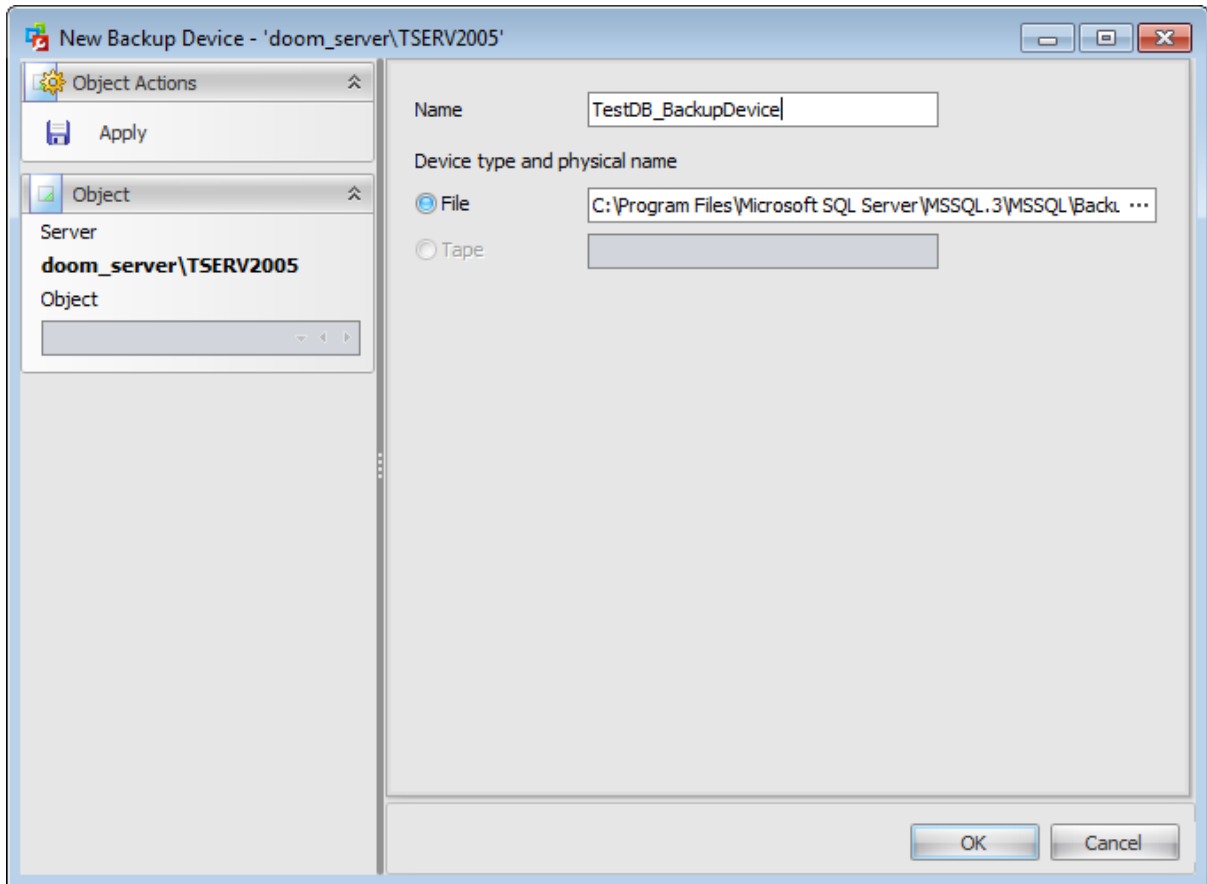 New Backup Device - 'doom_server\TSERV2005'
Object Actions
Apply
Object
Server
doom_server\TSERV2005
Object
Name TestDB_BackupDevice
Device type and physical name
File C:\Program Files\Microsoft SQL Server\MSSQL.3\MSSQL\Backu ...
Tape
OK Cancel